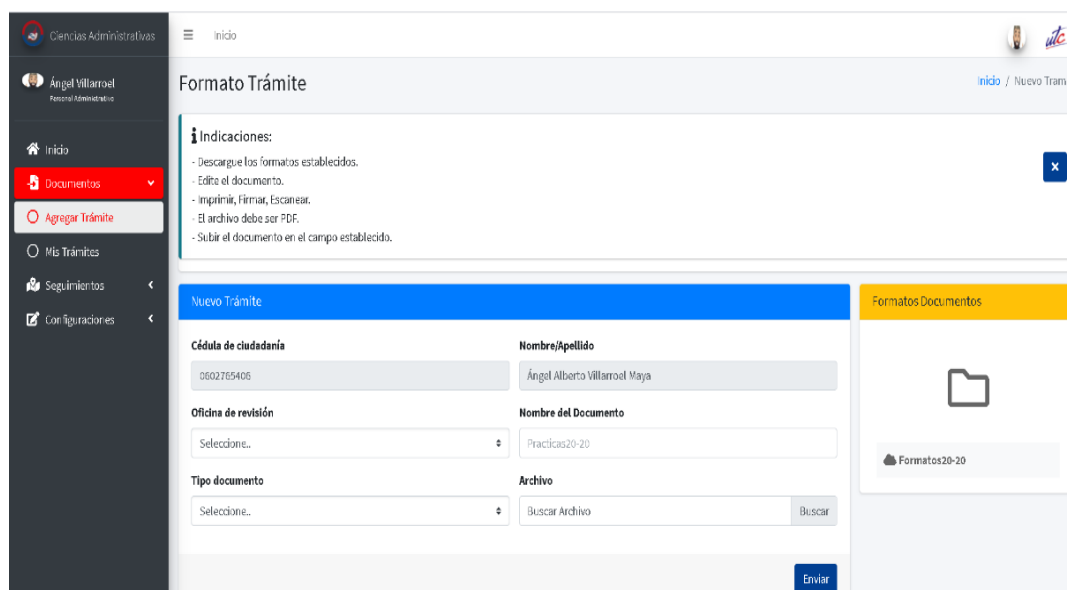 Ciencias Administrativas
Inicio
utc
Ángel Villarroel
Personal Administrativo
Formato Trámite
Inicio / Nuevo Tram
Inicio
Documentos
Agregar Trámite
Mis Trámites
Seguimientos
Configuraciones
Indicaciones:
- Descargue los formatos establecidos.
- Edite el documento.
- Imprimir, Firmar, Escanear.
- El archivo debe ser PDF.
- Subir el documento en el campo establecido.
Nuevo Trámite
Cédula de ciudadanía
Nombre/Apellido
0602765406
Ángel Alberto Villarroel Maya
Oficina de revisión
Nombre del Documento
Seleccione..
Practicas20-20
Tipo documento
Archivo
Seleccione..
Buscar Archivo
Buscar
Enviar
Formatos Documentos
Formatos20-20